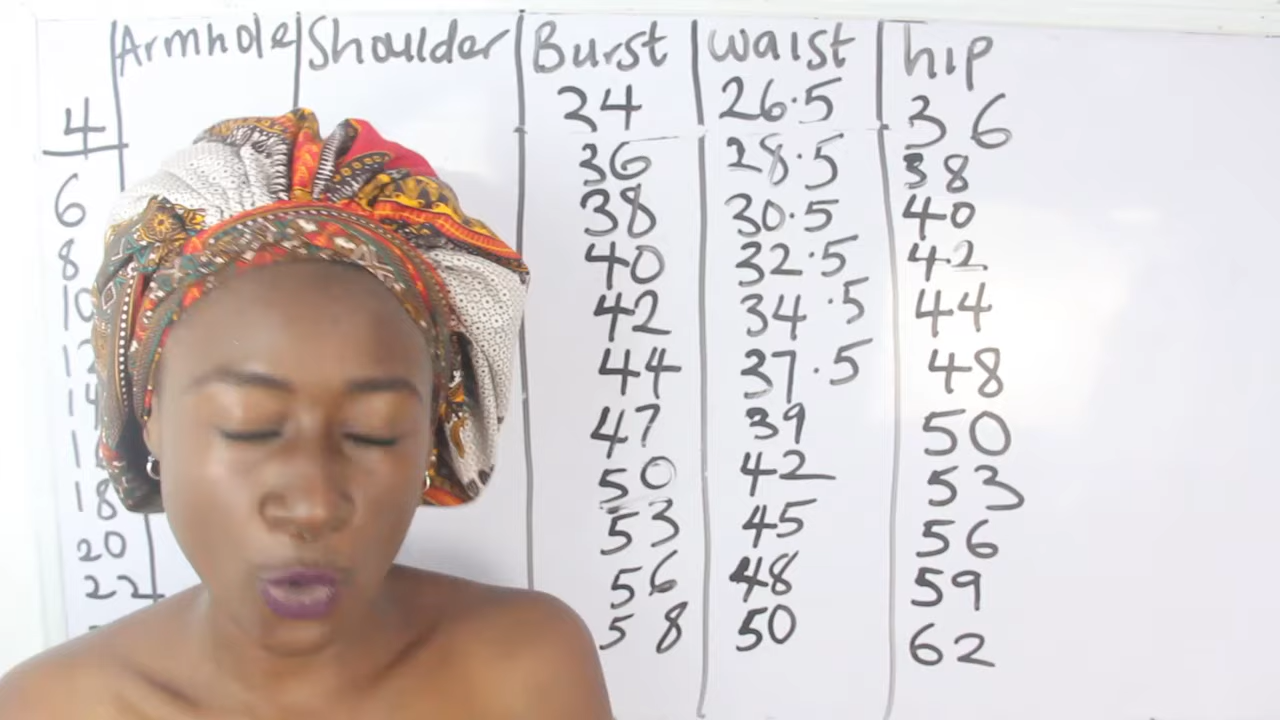 Armhole Shoulder Burst waist hip
4 34 26.5 36
6 36 28.5 38
8 38 30.5 40
10 40 32.5 42
12 42 34.5 44
14 44 37.5 48
47 39 50
18 50 42 53
20 53 45 56
22 56 48 59
58 50 62